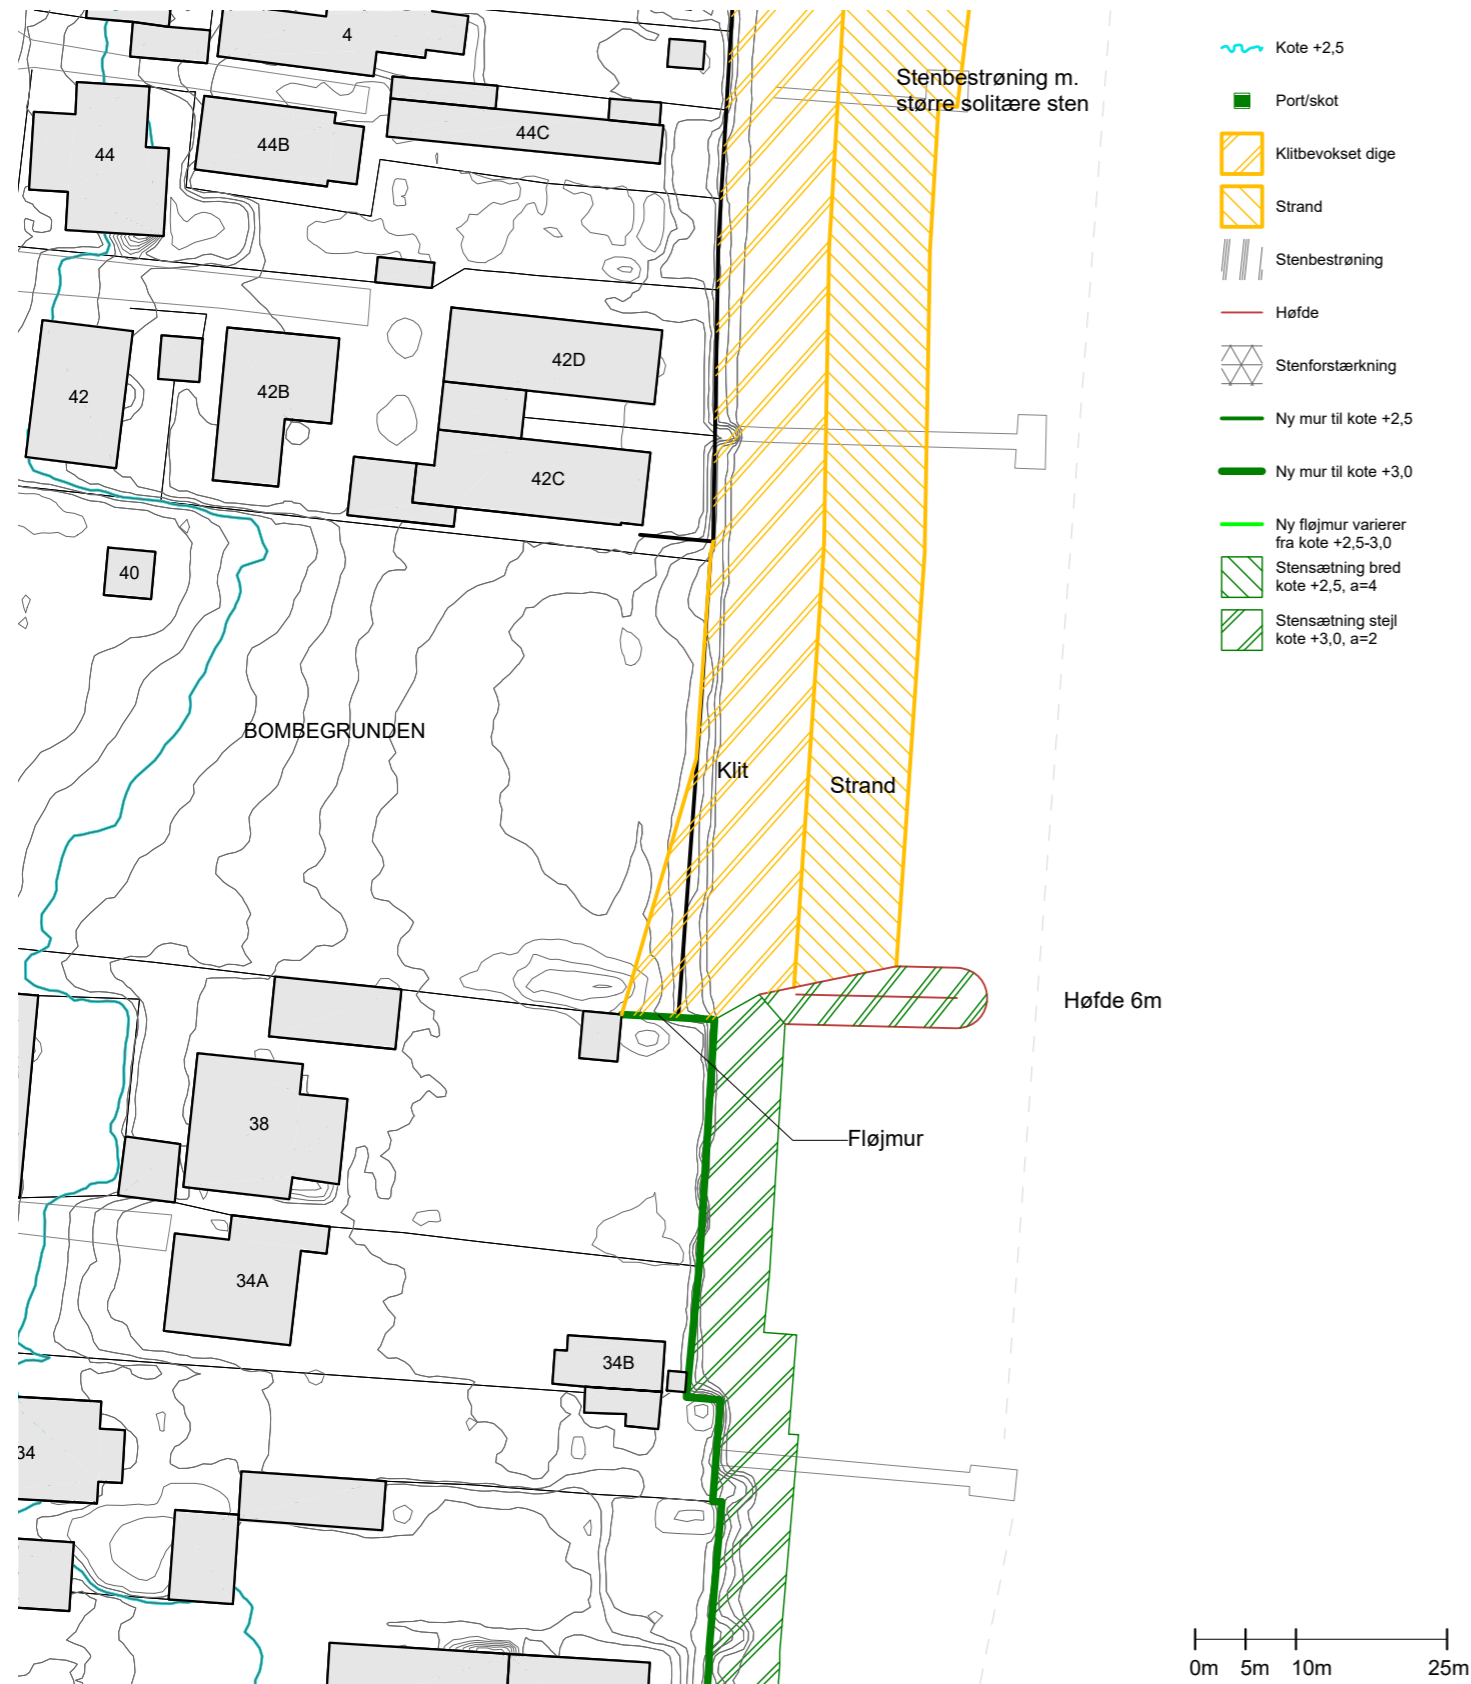 4
Stenbestrøning m.
større solitære sten
44
44B
44C
42
42B
42D
42C
40
BOMBEGRUNDEN
Klit
Strand
Høfde 6m
Fløjmur
38
34A
34B
34
Kote +2,5
Port/skot
Klitbevokset dige
Strand
Stenbestrøning
Høfde
Stenforstærkning
Ny mur til kote +2,5
Ny mur til kote +3,0
Ny fløjmur varierer
fra kote +2,5-3,0
Stensætning bred
kote +2,5, a=4
Stensætning stejl
kote +3,0, a=2
0m 5m 10m 25m